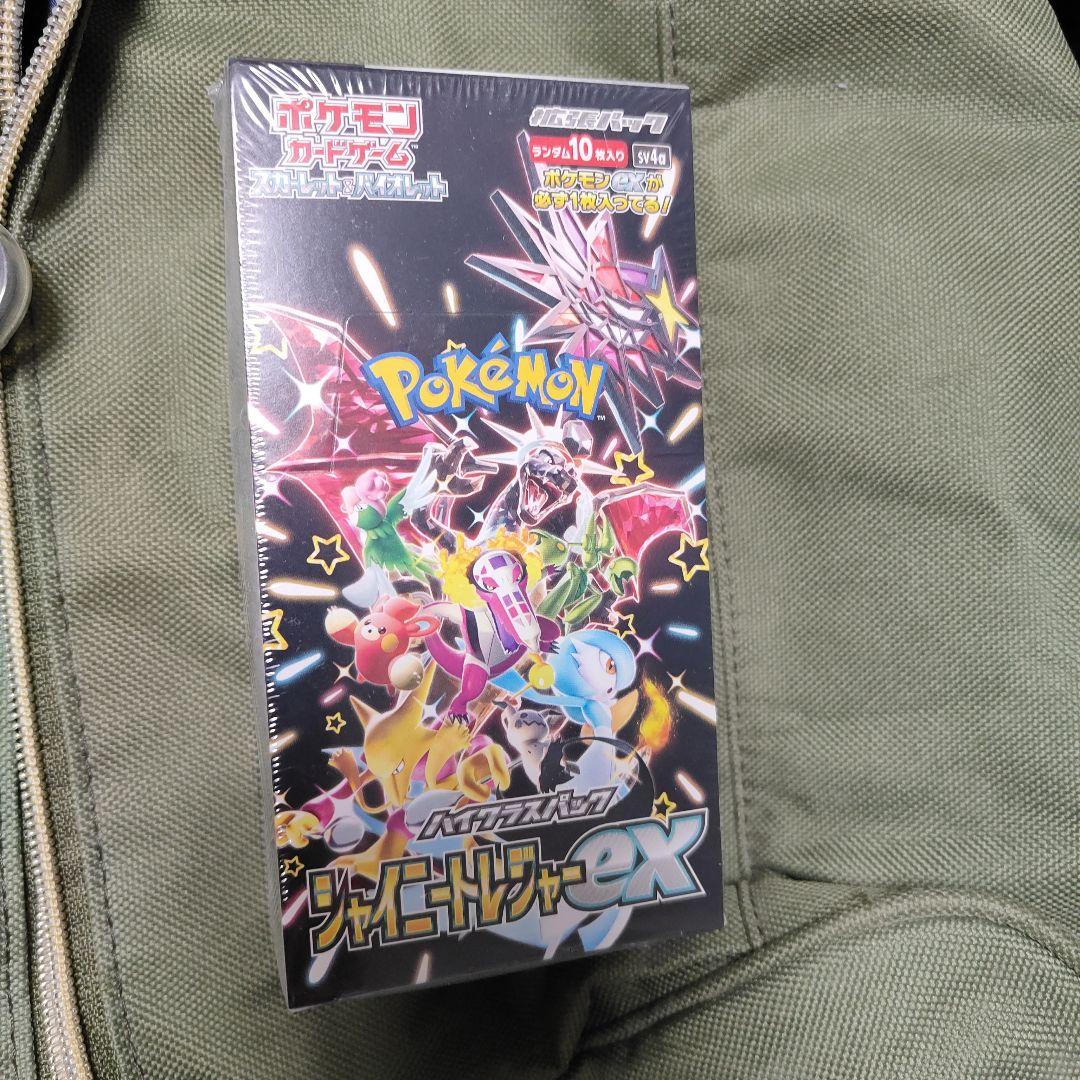 ポケモン
カードゲーム™
スカーレット&バイオレット
拡張パック
ランダム10枚入り
SV4a
ポケモンexが
必ず1枚入ってる!
POKéMON™
ハイクラスパック
シャイニートレジャーex